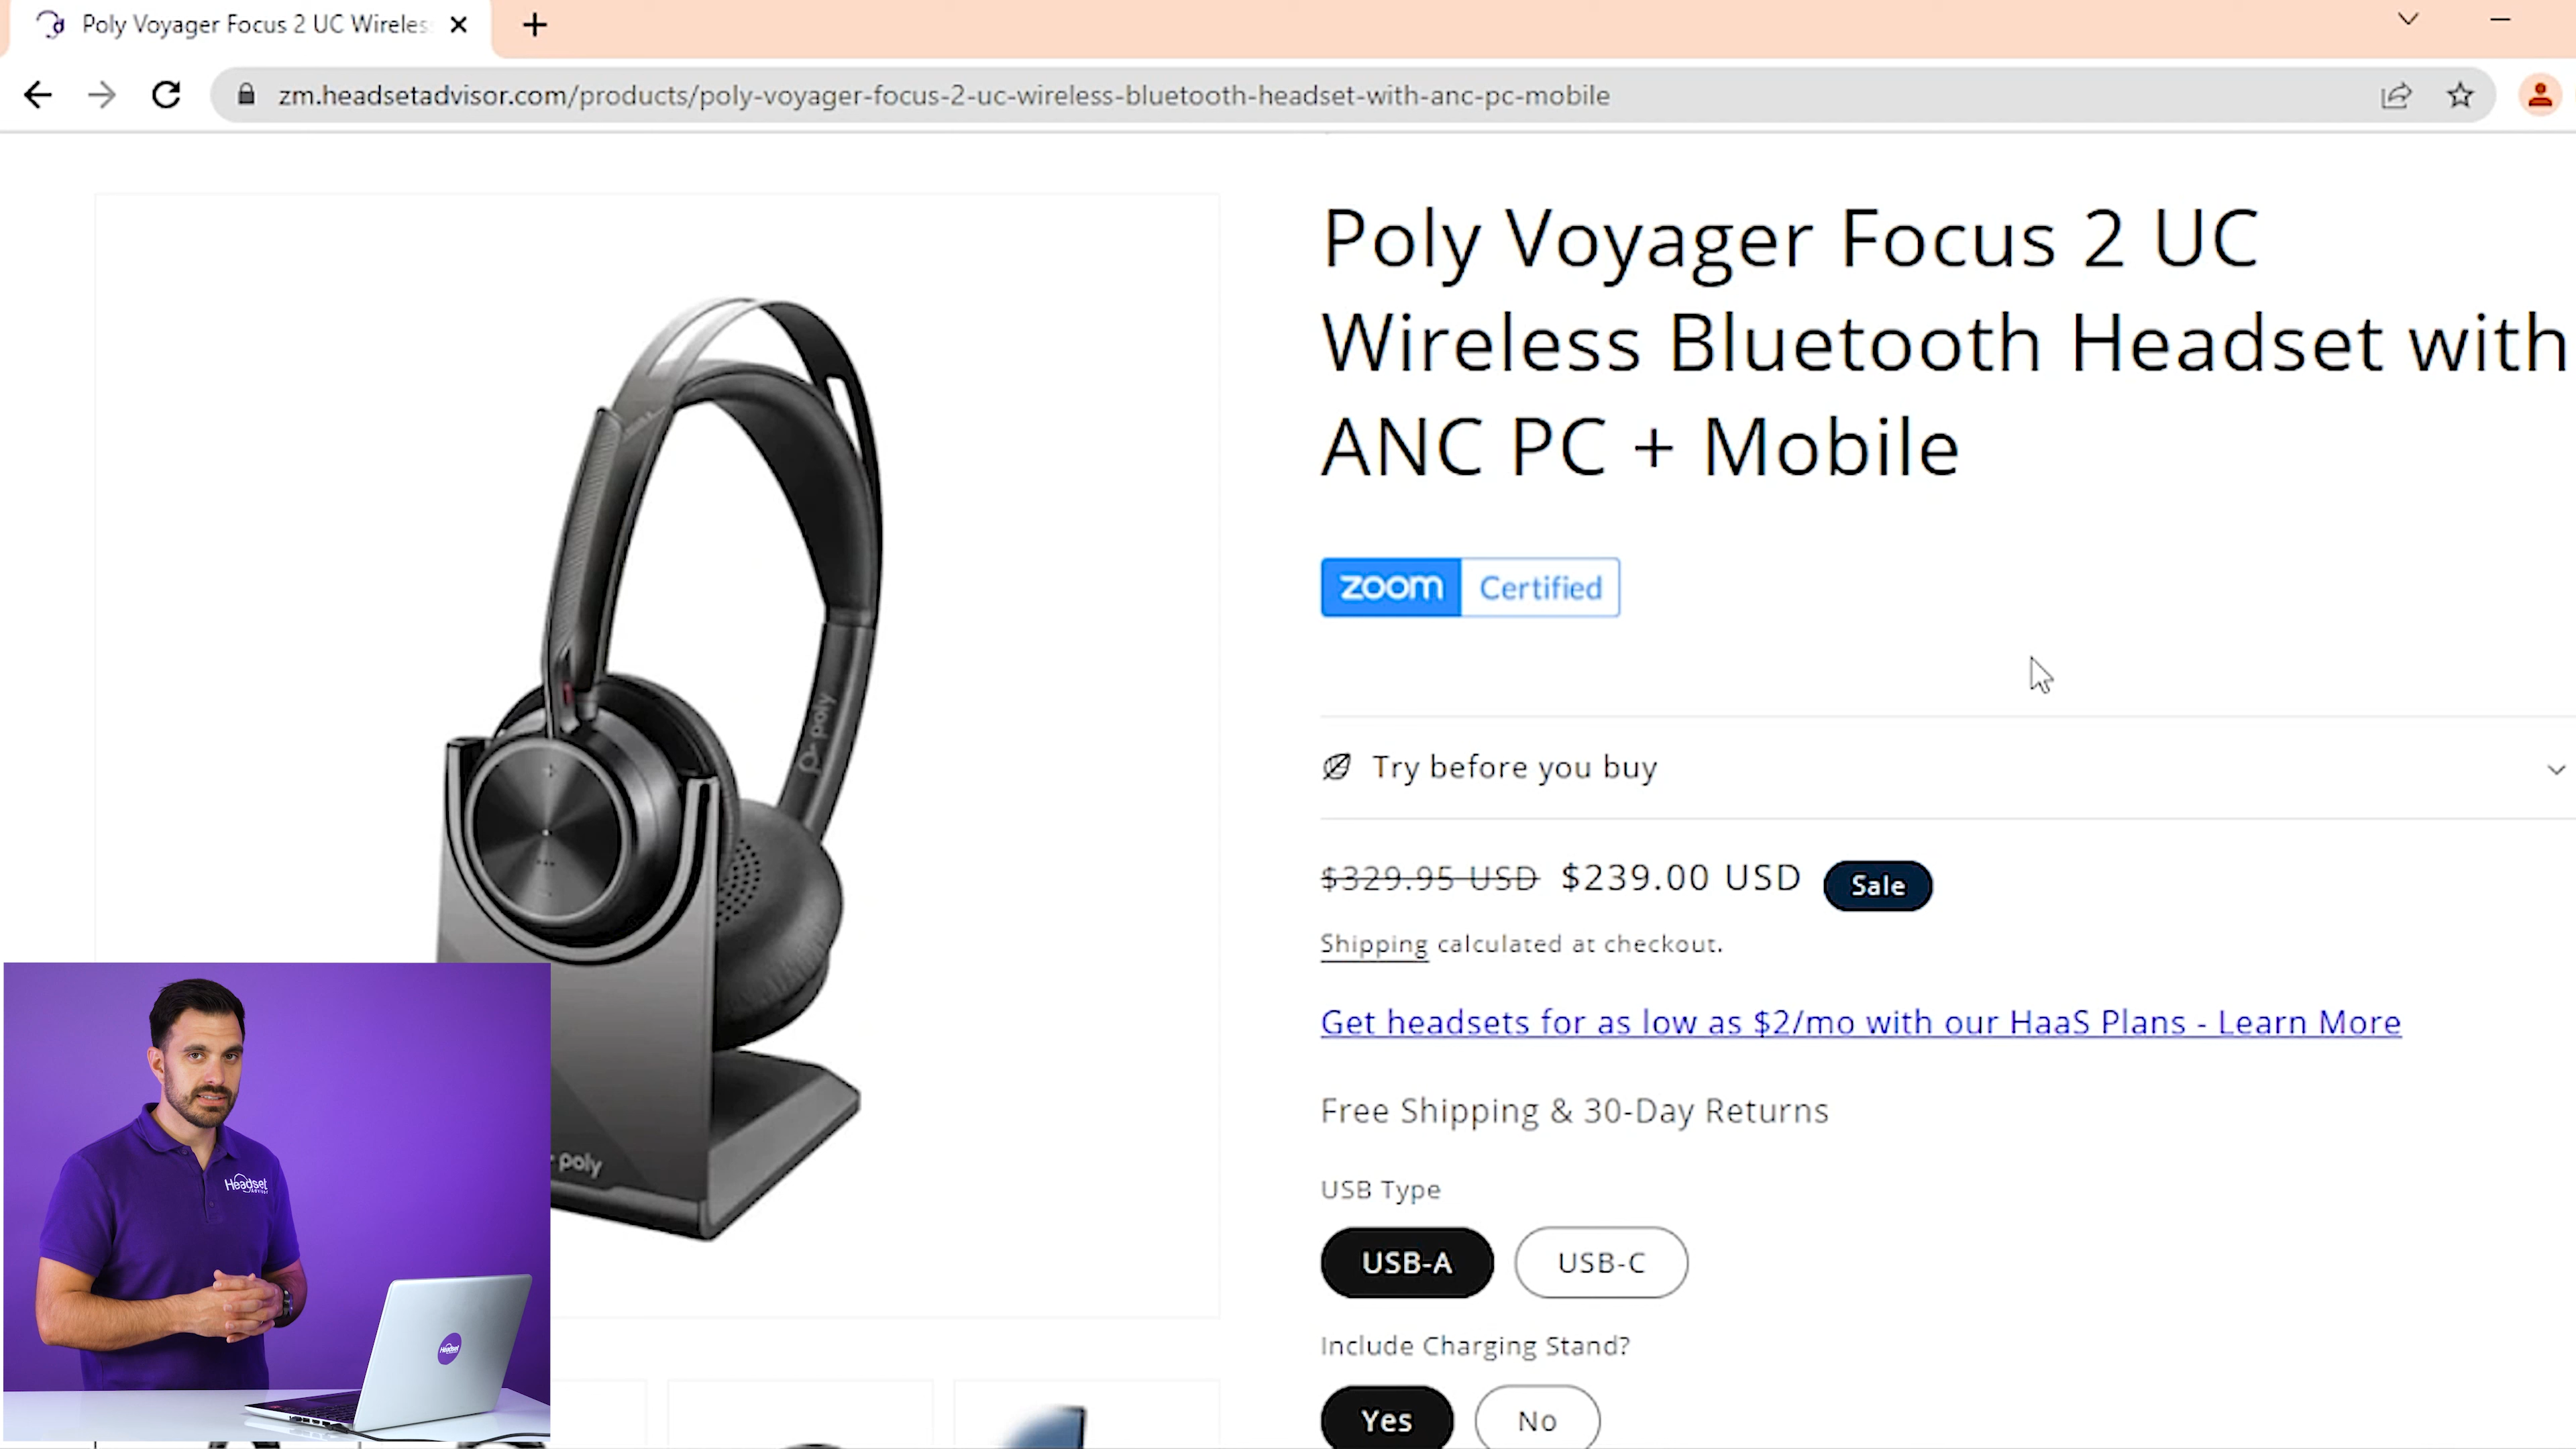 Poly Voyager Focus 2 UC Wireles
zm.headsetadvisor.com/products/poly-voyager-focus-2-uc-wireless-bluetooth-headset-with-anc-pc-mobile
Poly Voyager Focus 2 UC
Wireless Bluetooth Headset with
ANC PC + Mobile
zoom Certified
Try before you buy
$329.95 USD $239.00 USD Sale
Shipping calculated at checkout.
Get headsets for as low as $2/mo with our HaaS Plans - Learn More
Free Shipping & 30-Day Returns
USB Type
USB-A USB-C
Include Charging Stand?
Yes No
poly
poly
Headset
Headset